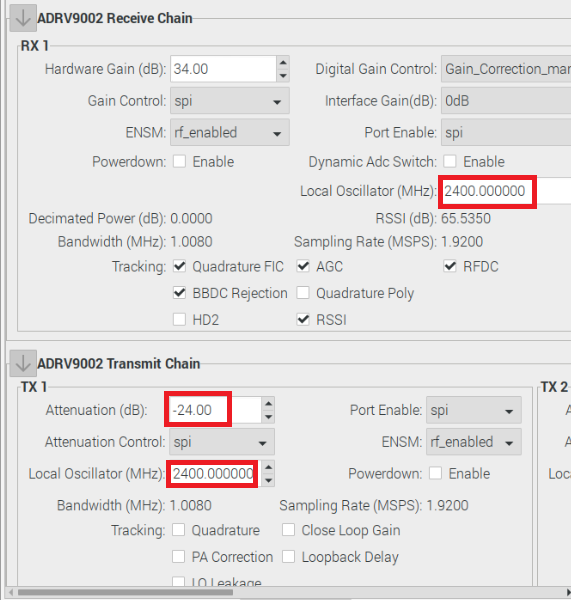 ADRV9002 Receive Chain
RX 1
Hardware Gain (dB): 34.00 Digital Gain Control: Gain_Correction_mar
Gain Control: spi Interface Gain(dB): 0dB
ENSM: rf_enabled Port Enable: spi
Powerdown: Enable Dynamic Adc Switch: Enable
Local Oscillator (MHz): 2400.000000
Decimated Power (dB): 0.0000 RSSI (dB): 65.5350
Bandwidth (MHz): 1.0080 Sampling Rate (MSPS): 1.9200
Tracking: Quadrature FIC AGC RFDC
BBDC Rejection Quadrature Poly
HD2 RSSI
ADRV9002 Transmit Chain
TX 1 TX 2
Attenuation (dB): -24.00 Port Enable: spi A
Attenuation Control: spi ENSM: rf_enabled A
Local Oscillator (MHz): 2400.000000 Powerdown: Enable Loca
Bandwidth (MHz): 1.0080 Sampling Rate (MSPS): 1.9200
Tracking: Quadrature Close Loop Gain
PA Correction Loopback Delay
LO Leakage